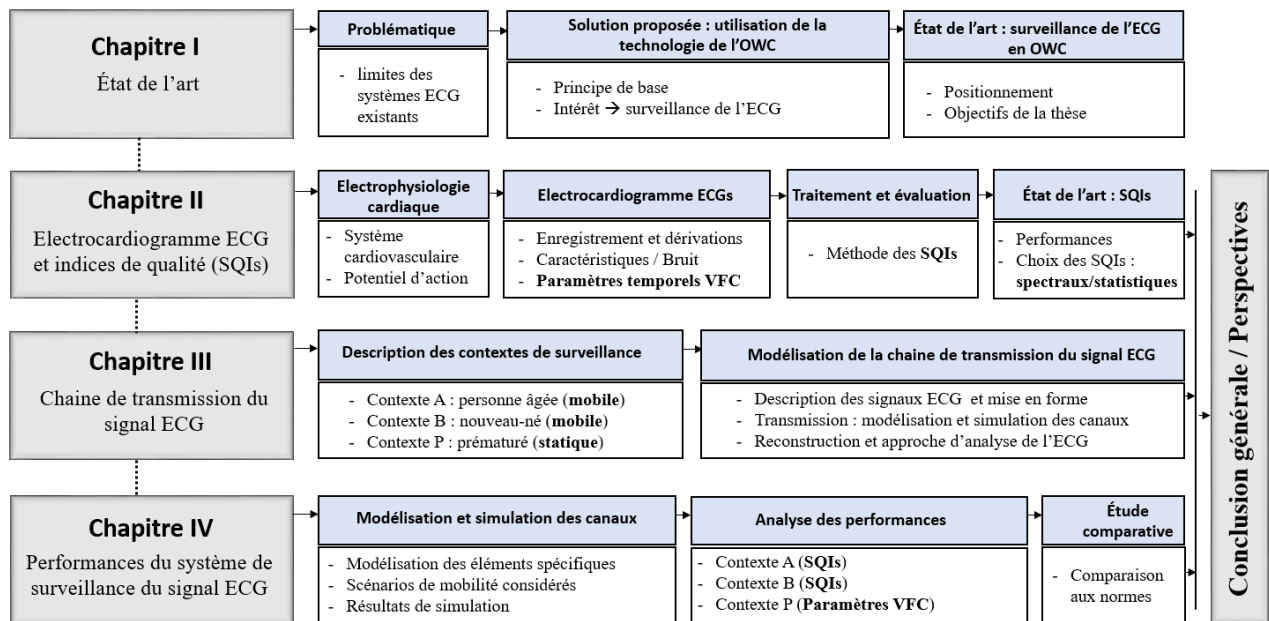 Chapitre I
État de l'art
Problématique
- limites des
systèmes ECG
existants
Solution proposée : utilisation de la
technologie de l'OWC
- Principe de base
- Intérêt → surveillance de l'ECG
État de l'art : surveillance de l'ECG
en OWC
- Positionnement
- Objectifs de la thèse
Chapitre II
Electrocardiogramme ECG
et indices de qualité (SQIs)
Electrophysiologie
cardiaque
- Système
cardiovasculaire
- Potentiel d'action
Electrocardiogramme ECGs
- Enregistrement et dérivations
- Caractéristiques / Bruit
- Paramètres temporels VFC
Traitement et évaluation
- Méthode des SQIs
État de l'art : SQIs
- Performances
- Choix des SQIs :
spectraux/statistiques
Chapitre III
Chaine de transmission du
signal ECG
Description des contextes de surveillance
- Contexte A : personne âgée (mobile)
- Contexte B : nouveau-né (mobile)
- Contexte P : prématuré (statique)
Modélisation de la chaine de transmission du signal ECG
- Description des signaux ECG et mise en forme
- Transmission : modélisation et simulation des canaux
- Reconstruction et approche d'analyse de l'ECG
Chapitre IV
Performances du système de
surveillance du signal ECG
Modélisation et simulation des canaux
- Modélisation des éléments spécifiques
- Scénarios de mobilité considérés
- Résultats de simulation
Analyse des performances
- Contexte A (SQIs)
- Contexte B (SQIs)
- Contexte P (Paramètres VFC)
Étude
comparative
- Comparaison
aux normes
Conclusion générale / Perspectives